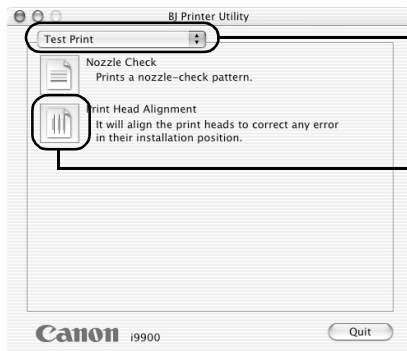 BJ Printer Utility
Test Print
Nozzle Check
Prints a nozzle-check pattern.
Print Head Alignment
It will align the print heads to correct any error
in their installation position.
Canon i9900
Quit